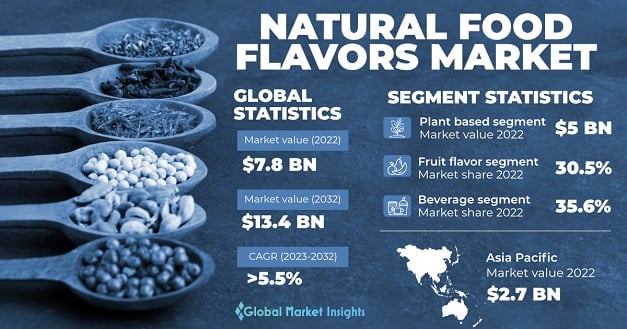 NATURAL FOOD
FLAVORS MARKET
GLOBAL
STATISTICS
Market value (2022)
$7.8 BN
Market value (2032)
$13.4 BN
CAGR (2023-2032)
>5.5%
SEGMENT STATISTICS
Plant based segment
Market value 2022
$5 BN
Fruit flavor segment
Market share 2022
30.5%
Beverage segment
Market share 2022
35.6%
Asia Pacific
Market value 2022
$2.7 BN
Global Market Insights